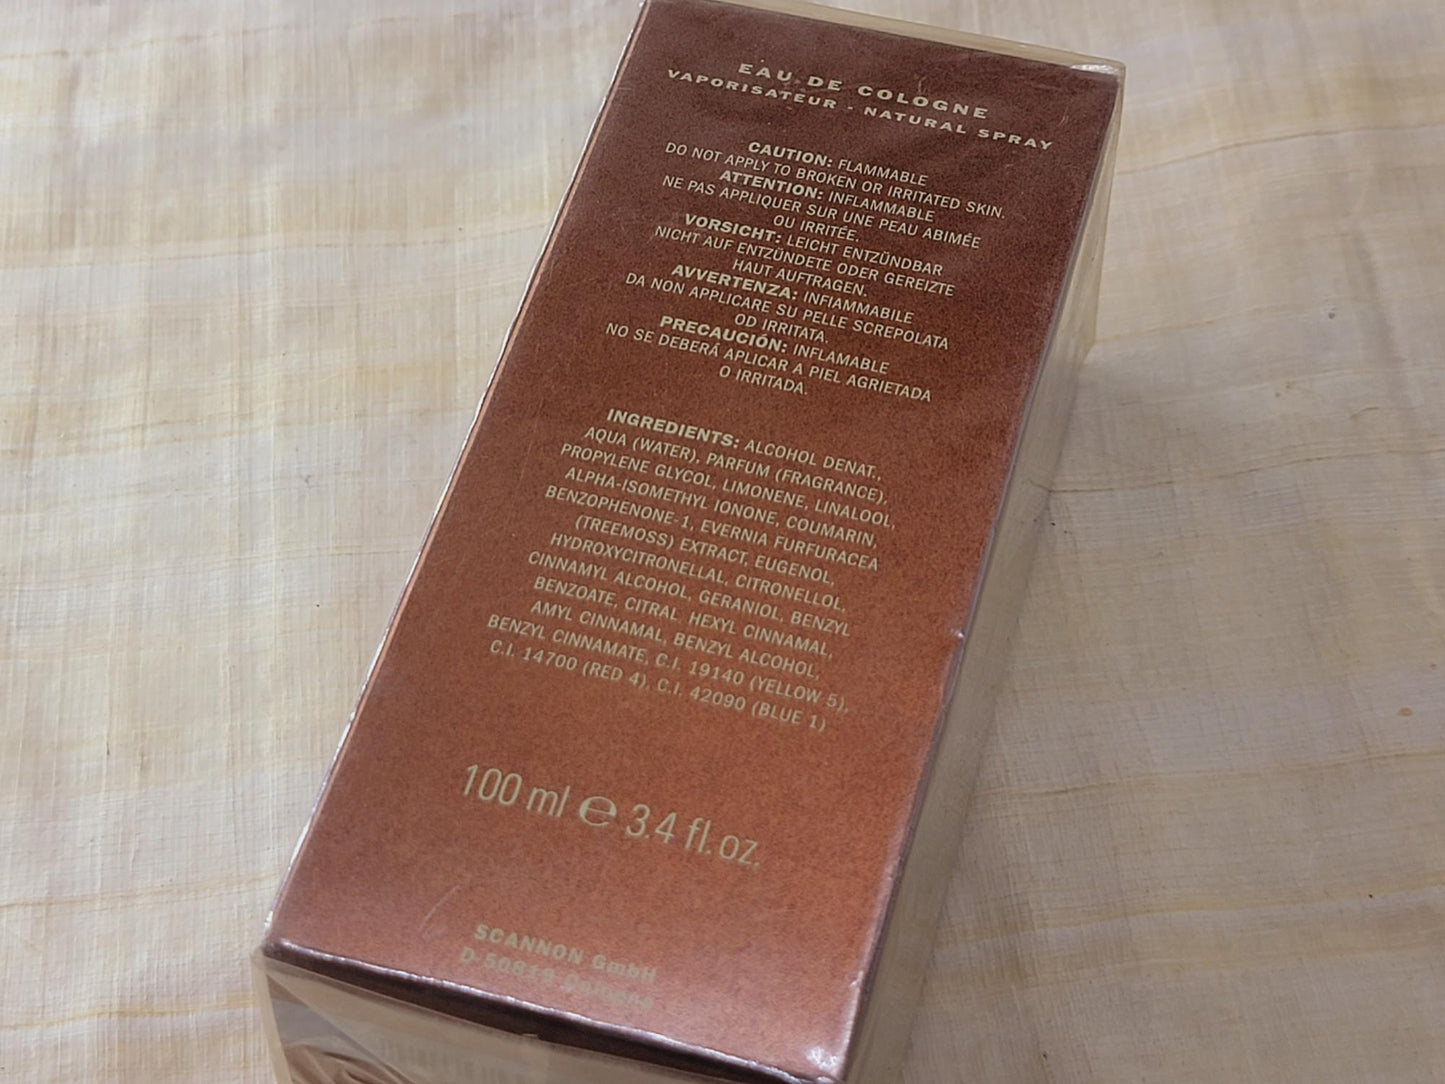 EAU DE COLOGNE
VAPORISATEUR - NATURAL SPRAY
CAUTION: FLAMMABLE
DO NOT APPLY TO BROKEN OR IRRITATED SKIN.
ATTENTION: INFLAMMABLE
NE PAS APPLIQUER SUR UNE PEAU ABIMÉE
OU IRRITÉE.
VORSICHT: LEICHT ENTZÜNDBAR
NICHT AUF ENTZÜNDETE ODER GEREIZTE
HAUT AUFTRAGEN.
AVVERTENZA: INFIAMMABILE
DA NON APPLICARE SU PELLE SCREPOLATA
OD IRRITATA.
PRECAUCIÓN: INFLAMABLE
NO SE DEBERÁ APLICAR A PIEL AGRIETADA
O IRRITADA.
INGREDIENTS: ALCOHOL DENAT.,
AQUA (WATER), PARFUM (FRAGRANCE),
PROPYLENE GLYCOL, LIMONENE, LINALOOL,
ALPHA-ISOMETHYL IONONE, COUMARIN,
BENZOPHENONE-1, EVERNIA FURFURACEA
(TREEMOSS) EXTRACT, EUGENOL,
HYDROXYCITRONELLAL, CITRONELLOL,
CINNAMYL ALCOHOL, GERANIOL, BENZYL
BENZOATE, CITRAL, HEXYL CINNAMAL,
AMYL CINNAMAL, BENZYL ALCOHOL,
BENZYL CINNAMATE, C.I. 19140 (YELLOW 5),
C.I. 14700 (RED 4), C.I. 42090 (BLUE 1)
100 ml e 3.4 fl. oz.
SCANNON GmbH
D-50819 Cologne